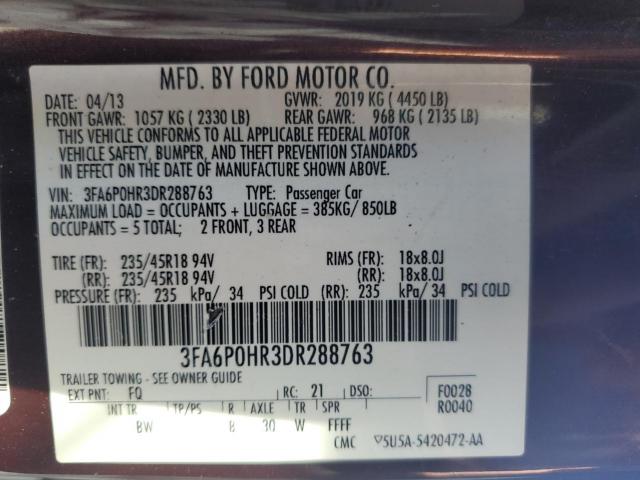 MFD. BY FORD MOTOR CO.
DATE: 04/13 GVWR: 2019 KG ( 4450 LB)
FRONT GAWR: 1057 KG ( 2330 LB) REAR GAWR: 968 KG ( 2135 LB)
THIS VEHICLE CONFORMS TO ALL APPLICABLE FEDERAL MOTOR
VEHICLE SAFETY, BUMPER, AND THEFT PREVENTION STANDARDS
IN EFFECT ON THE DATE OF MANUFACTURE SHOWN ABOVE.
VIN: 3FA6P0HR3DR288763 TYPE: Passenger Car
MAXIMUM LOAD = OCCUPANTS + LUGGAGE = 385KG/ 850LB
OCCUPANTS = 5 TOTAL; 2 FRONT, 3 REAR
TIRE (FR): 235/45R18 94V RIMS (FR): 18x8.0J
(RR): 235/45R18 94V (RR): 18x8.0J
PRESSURE (FR): 235 kPa/ 34 PSI COLD (RR): 235 kPa/ 34 PSI COLD
3FA6P0HR3DR288763
TRAILER TOWING - SEE OWNER GUIDE
EXT PNT: FQ RC: 21 DSO: F0028
INT TR TP/PS R AXLE TR SPR R0040
BW 8 30 W FFFF
CMC 5U5A-5420472-AA